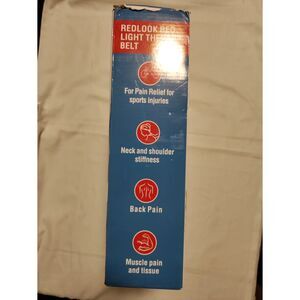 REDLOOK RED
LIGHT THERAPY
BELT
For Pain Relief for
sports injuries
Neck and shoulder
stiffness
Back Pain
Muscle pain
and tissue